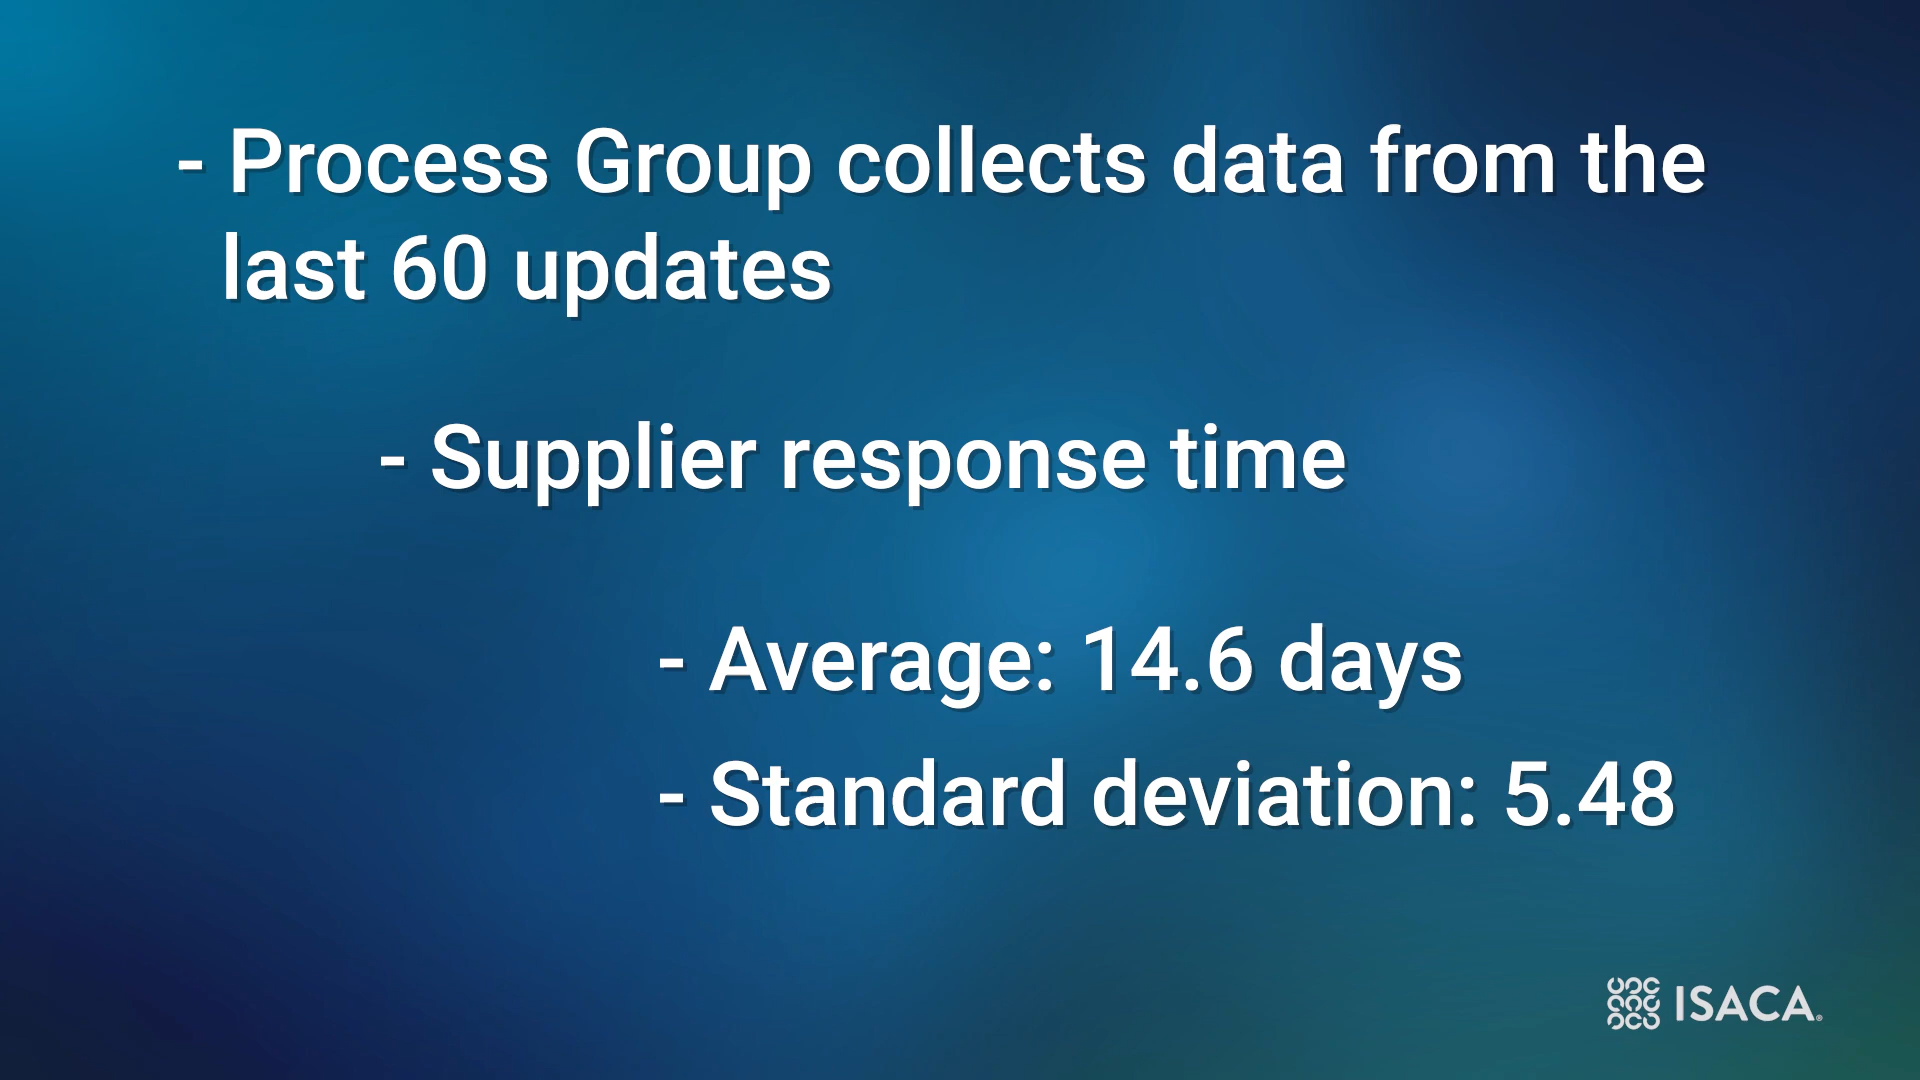 - Process Group collects data from the
last 60 updates
- Supplier response time
- Average: 14.6 days
- Standard deviation: 5.48
ISACA®